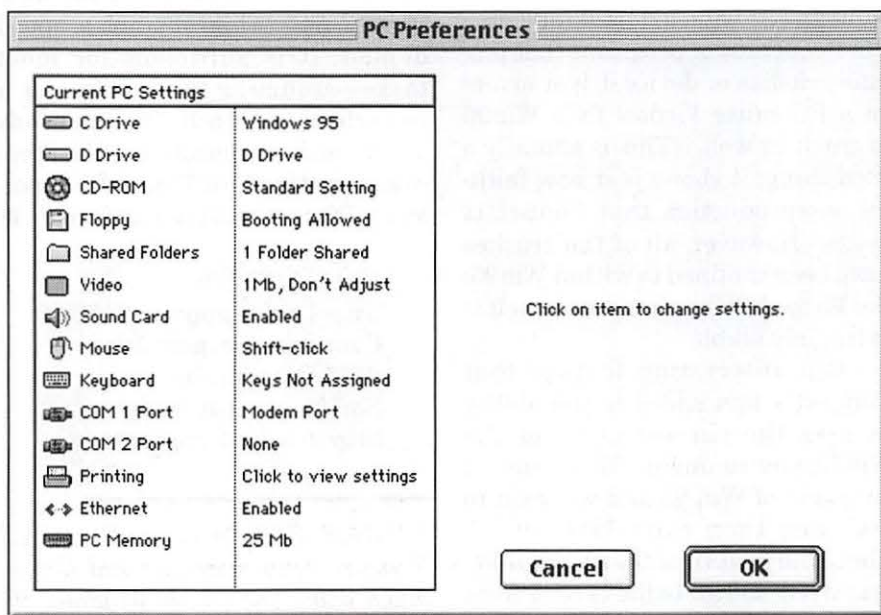 PC Preferences
Current PC Settings
C Drive Windows 95
D Drive D Drive
CD-ROM Standard Setting
Floppy Booting Allowed
Shared Folders 1 Folder Shared
Video 1Mb, Don't Adjust
Sound Card Enabled
Mouse Shift-click
Keyboard Keys Not Assigned
COM 1 Port Modem Port
COM 2 Port None
Printing Click to view settings
Ethernet Enabled
PC Memory 25 Mb
Click on item to change settings.
Cancel OK